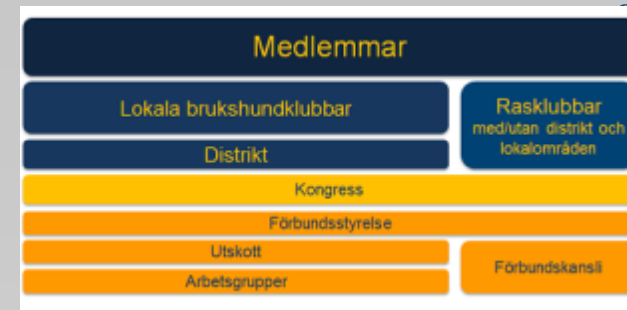 Medlemmar
Lokala brukshundklubbar
Distrikt
Rasklubbar
med/utan distrikt och
lokalområden
Kongress
Förbundsstyrelse
Utskott
Arbetsgrupper
Förbundskansli